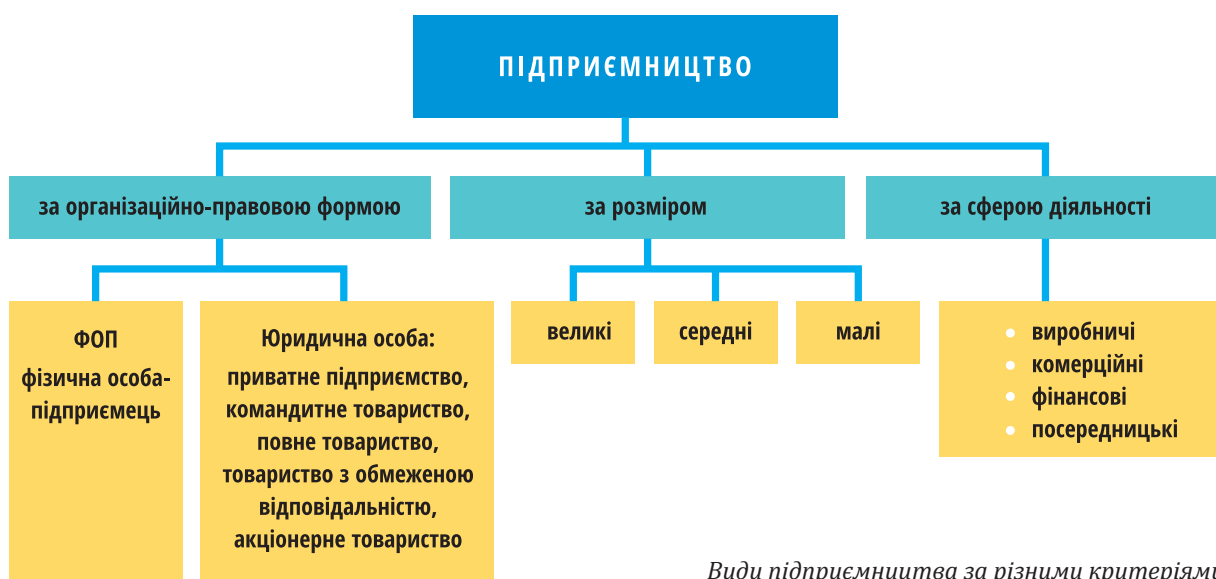 ПІДПРИЄМНИЦТВО
за організаційно-правовою формою
за розміром
за сферою діяльності
ФОП
фізична особа-
підприємець
Юридична особа:
приватне підприємство,
командитне товариство,
повне товариство,
товариство з обмеженою
відповідальністю,
акціонерне товариство
великі
середні
малі
виробничі
комерційні
фінансові
посередницькі
Види підприємництва за різними критеріями